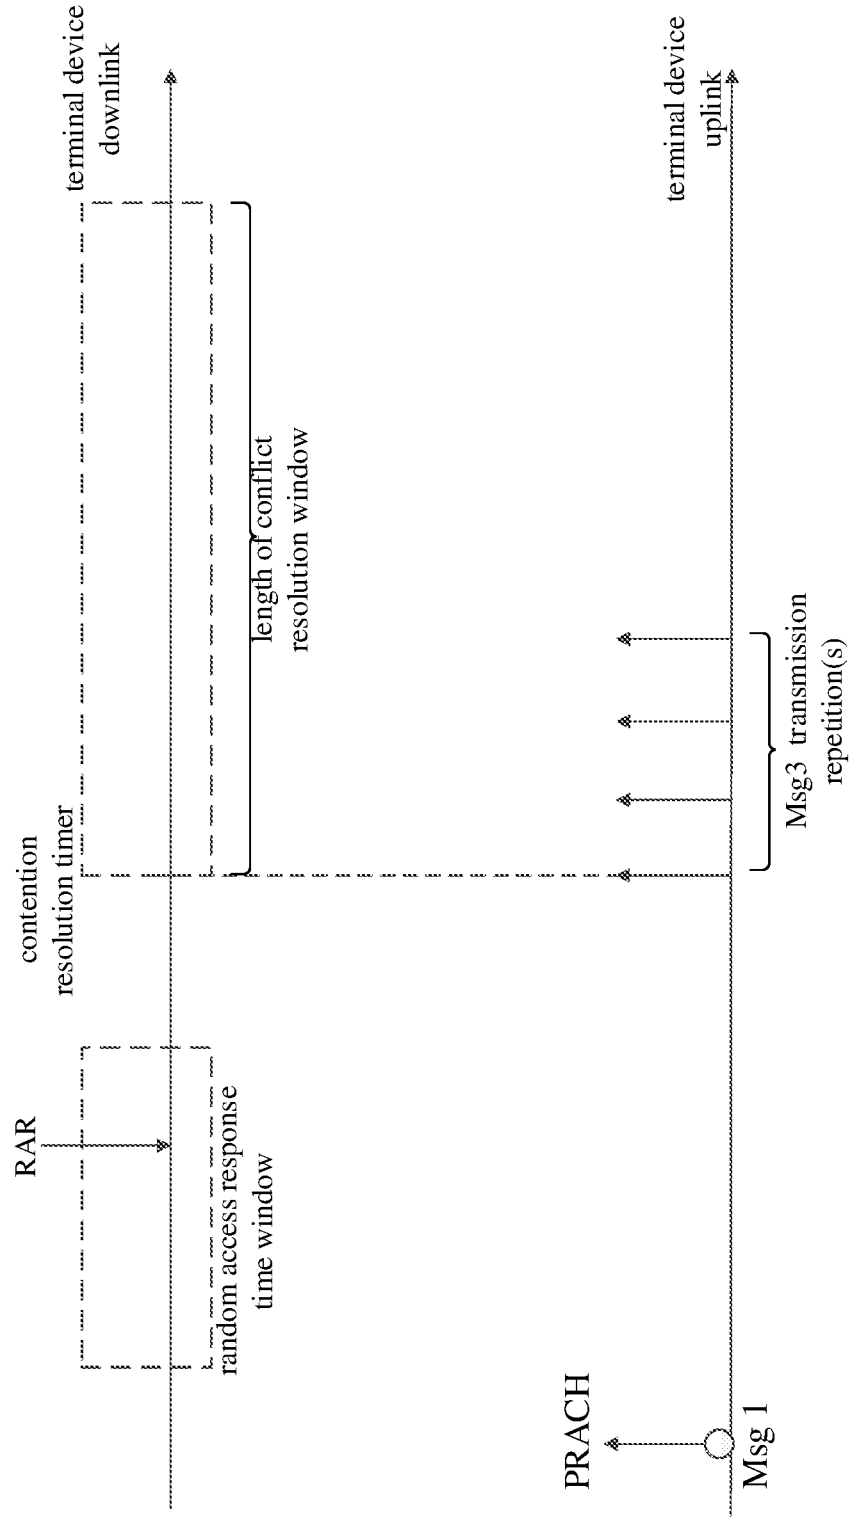 RAR
contention
resolution timer
terminal device
downlink
random access response
time window
length of conflict
resolution window
PRACH
Msg 1
Msg3 transmission
repetition(s)
terminal device
uplink